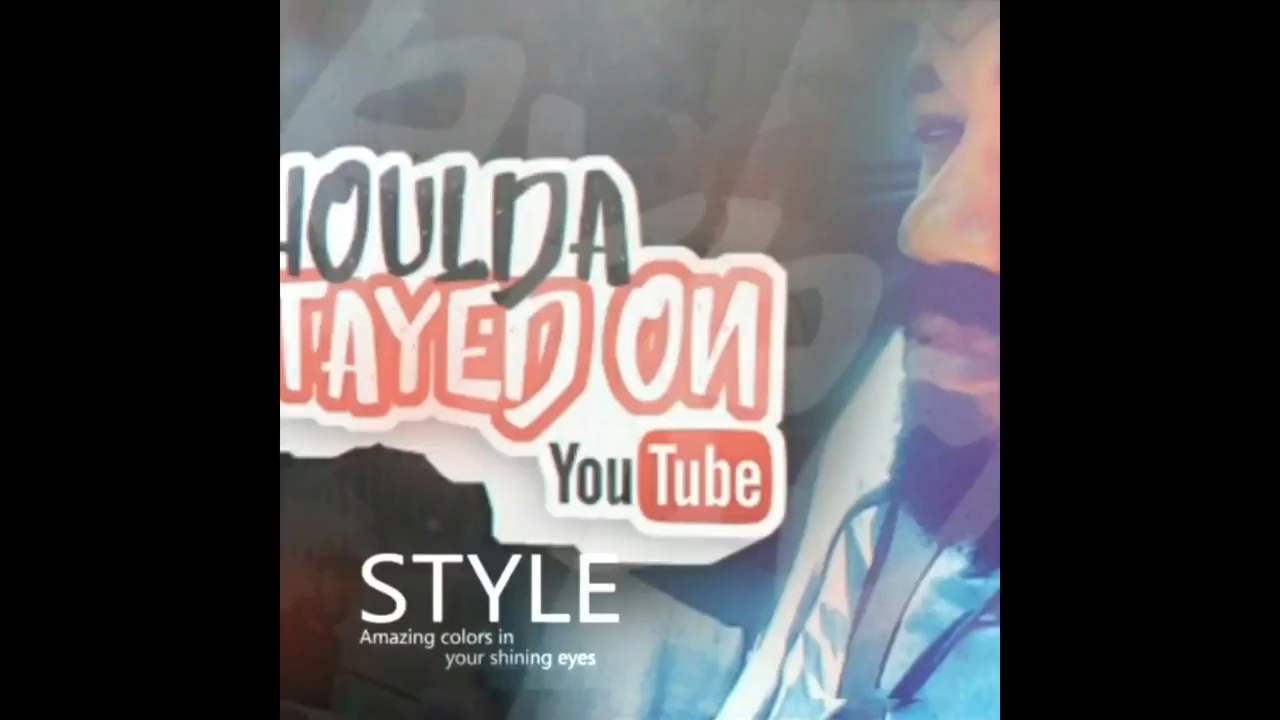 HOULDA
TAYED ON
YouTube
STYLE
Amazing colors in
your shining eyes